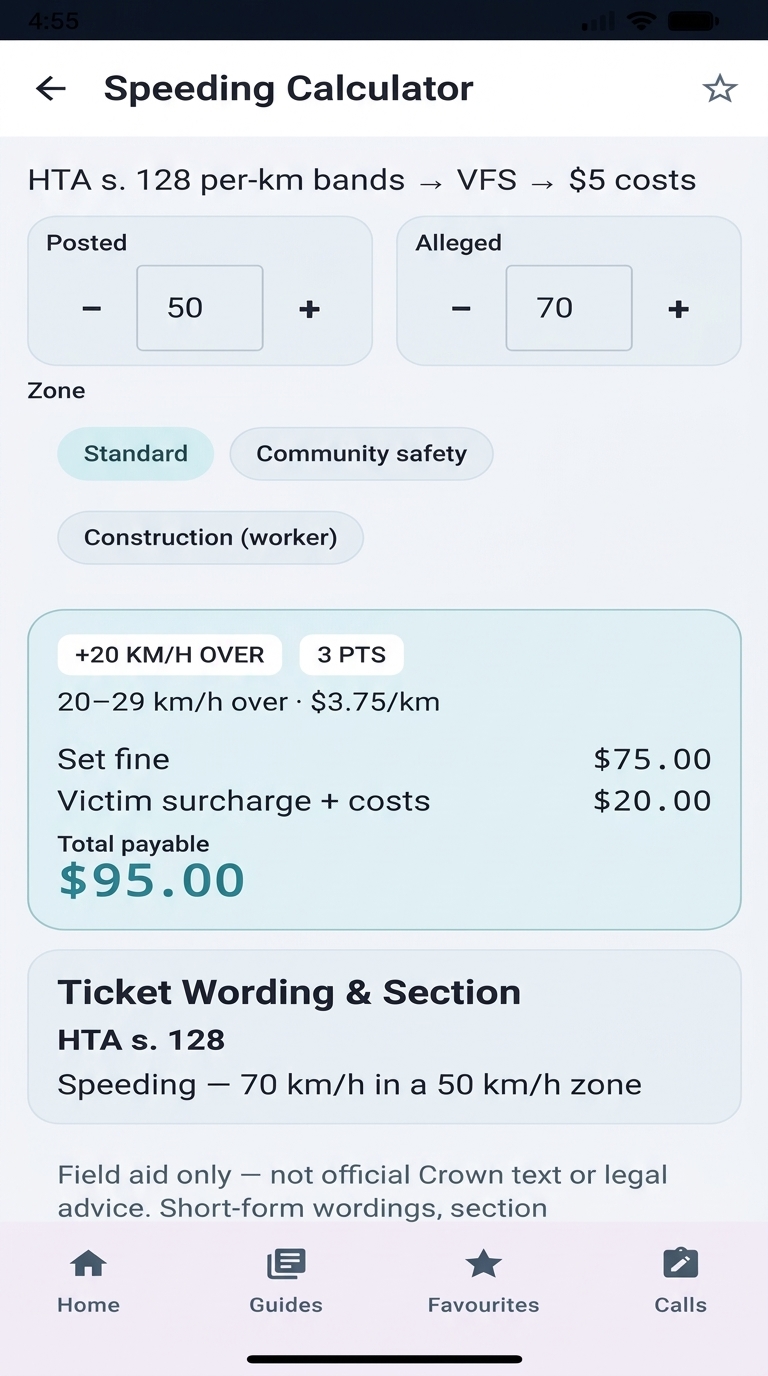 4:55
Speeding Calculator
HTA s. 128 per-km bands → VFS → $5 costs
Posted
Alleged
− 50 +
− 70 +
Zone
Standard
Community safety
Construction (worker)
+20 KM/H OVER
3 PTS
20–29 km/h over · $3.75/km
Set fine $75.00
Victim surcharge + costs $20.00
Total payable
$95.00
Ticket Wording & Section
HTA s. 128
Speeding — 70 km/h in a 50 km/h zone
Field aid only — not official Crown text or legal
advice. Short-form wordings, section
Home
Guides
Favourites
Calls